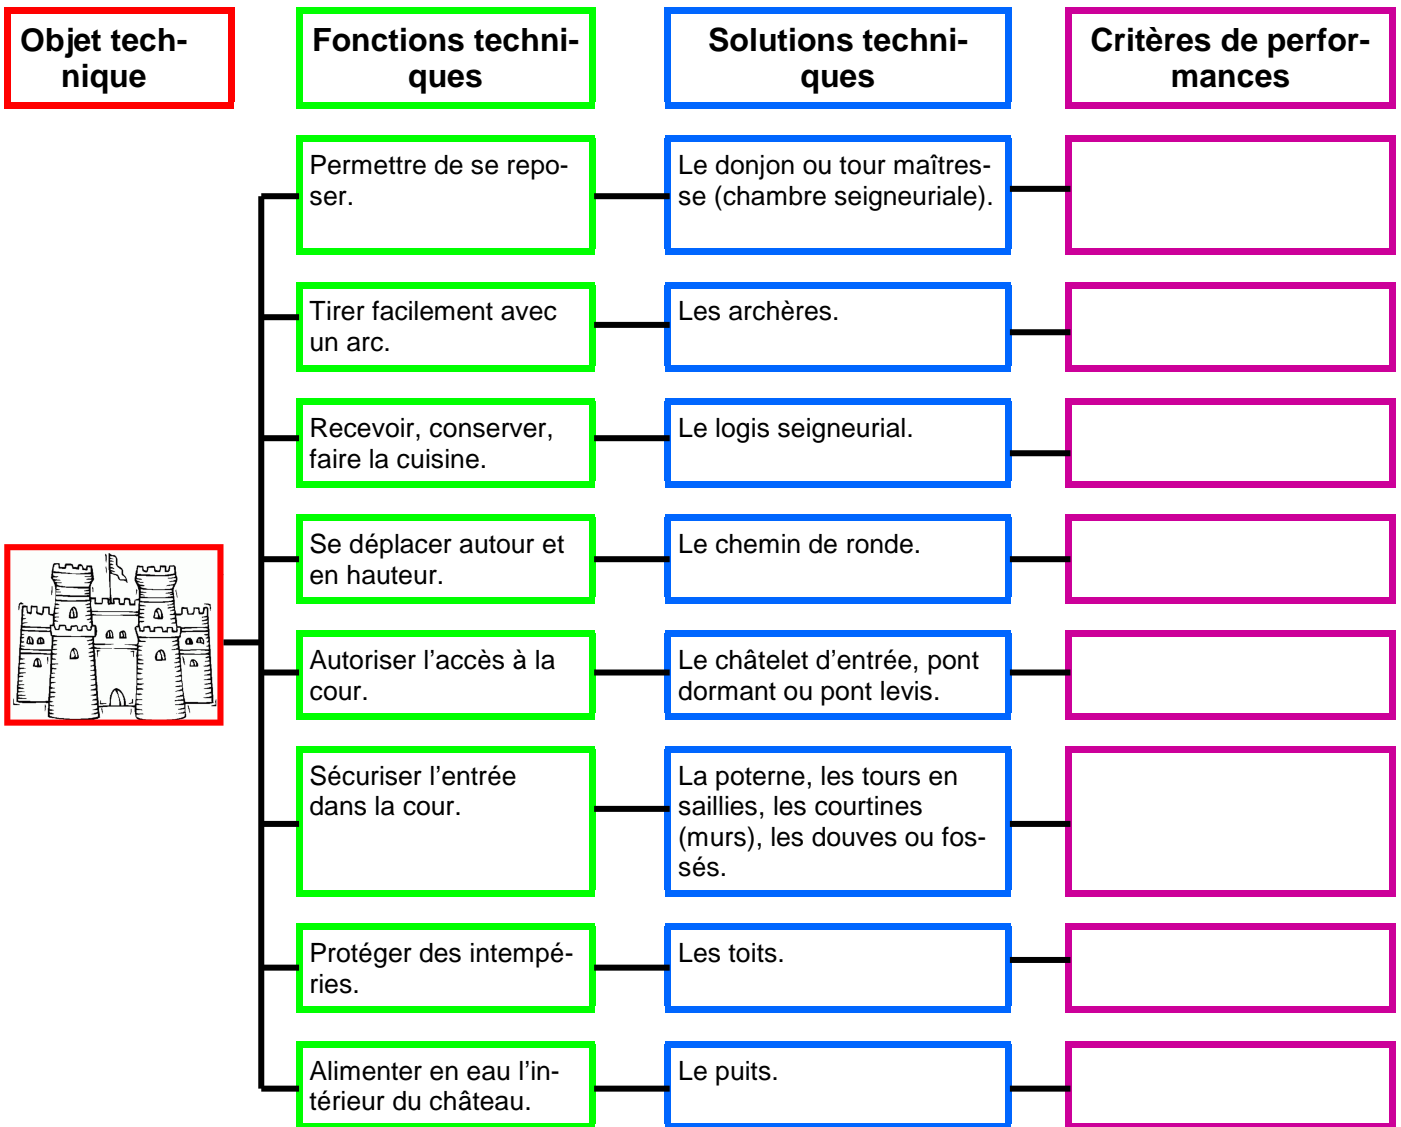 Objet tech-
nique
Fonctions techni-
ques
Solutions techni-
ques
Critères de perfor-
mances
Permettre de se repo-
ser.
Le donjon ou tour maîtres-
se (chambre seigneuriale).
Tirer facilement avec
un arc.
Les archères.
Recevoir, conserver,
faire la cuisine.
Le logis seigneurial.
Se déplacer autour et
en hauteur.
Le chemin de ronde.
Autoriser l’accès à la
cour.
Le châtelet d’entrée, pont
dormant ou pont levis.
Sécuriser l’entrée
dans la cour.
La poterne, les tours en
saillies, les courtines
(murs), les douves ou fos-
sés.
Protéger des intempé-
ries.
Les toits.
Alimenter en eau l’in-
térieur du château.
Le puits.